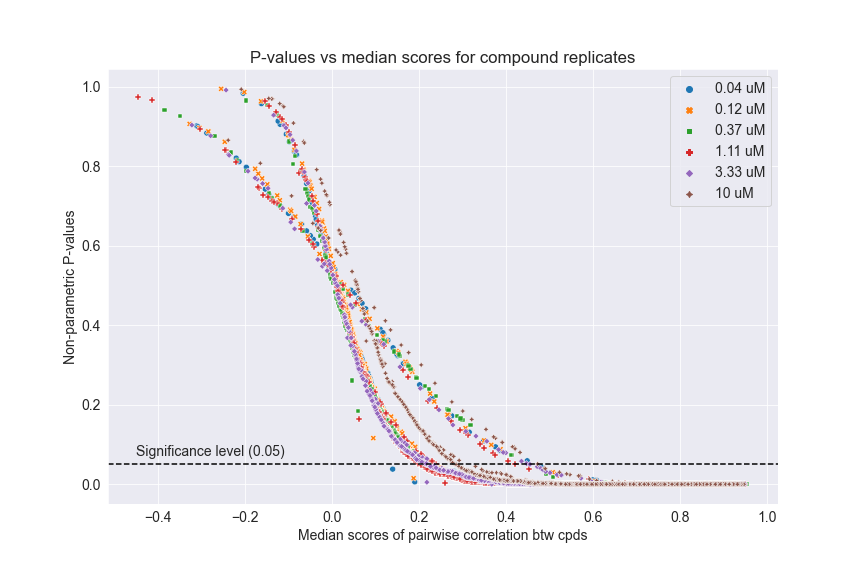 P-values vs median scores for compound replicates
1.0
0.8
0.6
0.4
0.2
0.0
Non-parametric P-values
0.04 uM
0.12 uM
0.37 uM
1.11 uM
3.33 uM
10 uM
Significance level (0.05)
−0.4 −0.2 0.0 0.2 0.4 0.6 0.8 1.0
Median scores of pairwise correlation btw cpds